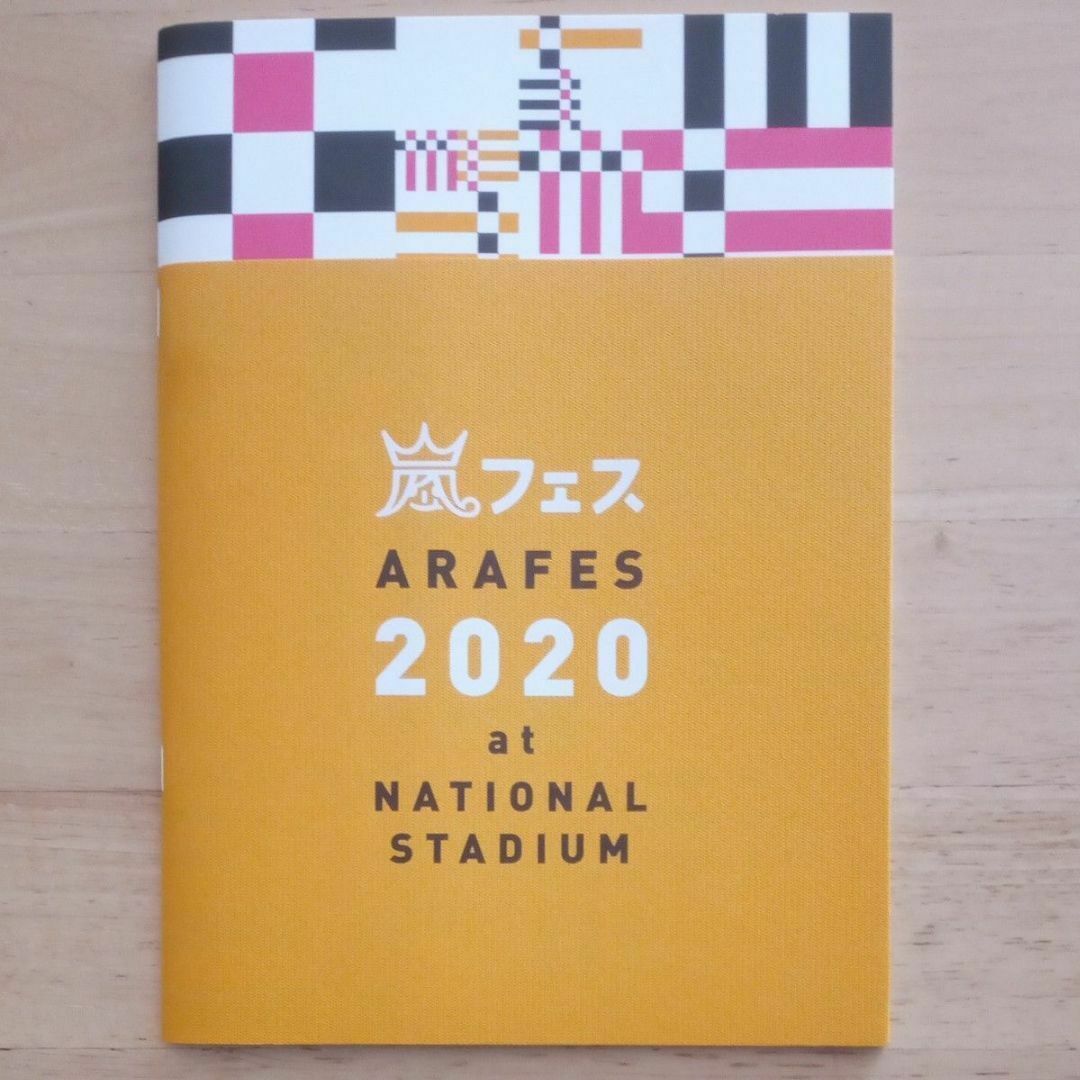 嵐フェス
ARAFES
2020
at
NATIONAL
STADIUM